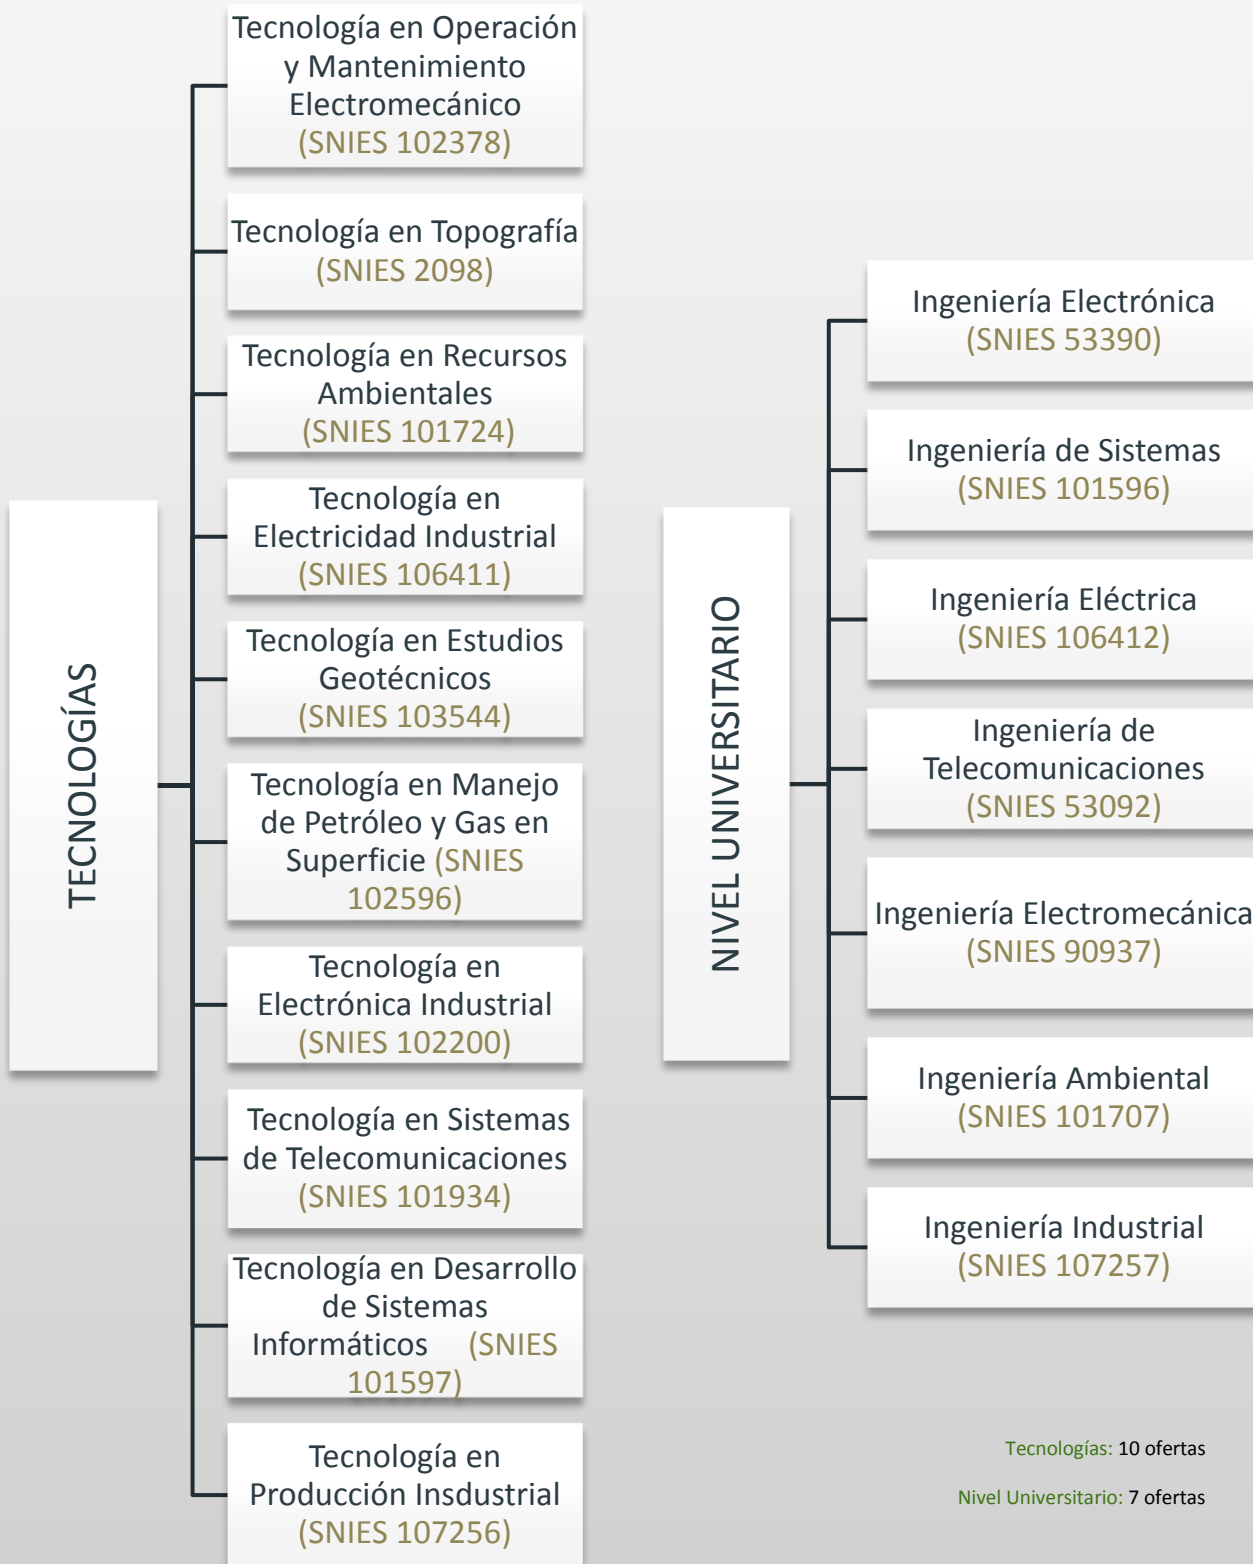 TECNOLOGÍAS
Tecnología en Operación
y Mantenimiento
Electromecánico
(SNIES 102378)
Tecnología en Topografía
(SNIES 2098)
Tecnología en Recursos
Ambientales
(SNIES 101724)
Tecnología en
Electricidad Industrial
(SNIES 106411)
Tecnología en Estudios
Geotécnicos
(SNIES 103544)
Tecnología en Manejo
de Petróleo y Gas en
Superficie (SNIES
102596)
Tecnología en
Electrónica Industrial
(SNIES 102200)
Tecnología en Sistemas
de Telecomunicaciones
(SNIES 101934)
Tecnología en Desarrollo
de Sistemas
Informáticos (SNIES
101597)
Tecnología en
Producción Insdustrial
(SNIES 107256)
NIVEL UNIVERSITARIO
Ingeniería Electrónica
(SNIES 53390)
Ingeniería de Sistemas
(SNIES 101596)
Ingeniería Eléctrica
(SNIES 106412)
Ingeniería de
Telecomunicaciones
(SNIES 53092)
Ingeniería Electromecánica
(SNIES 90937)
Ingeniería Ambiental
(SNIES 101707)
Ingeniería Industrial
(SNIES 107257)
Tecnologías: 10 ofertas
Nivel Universitario: 7 ofertas